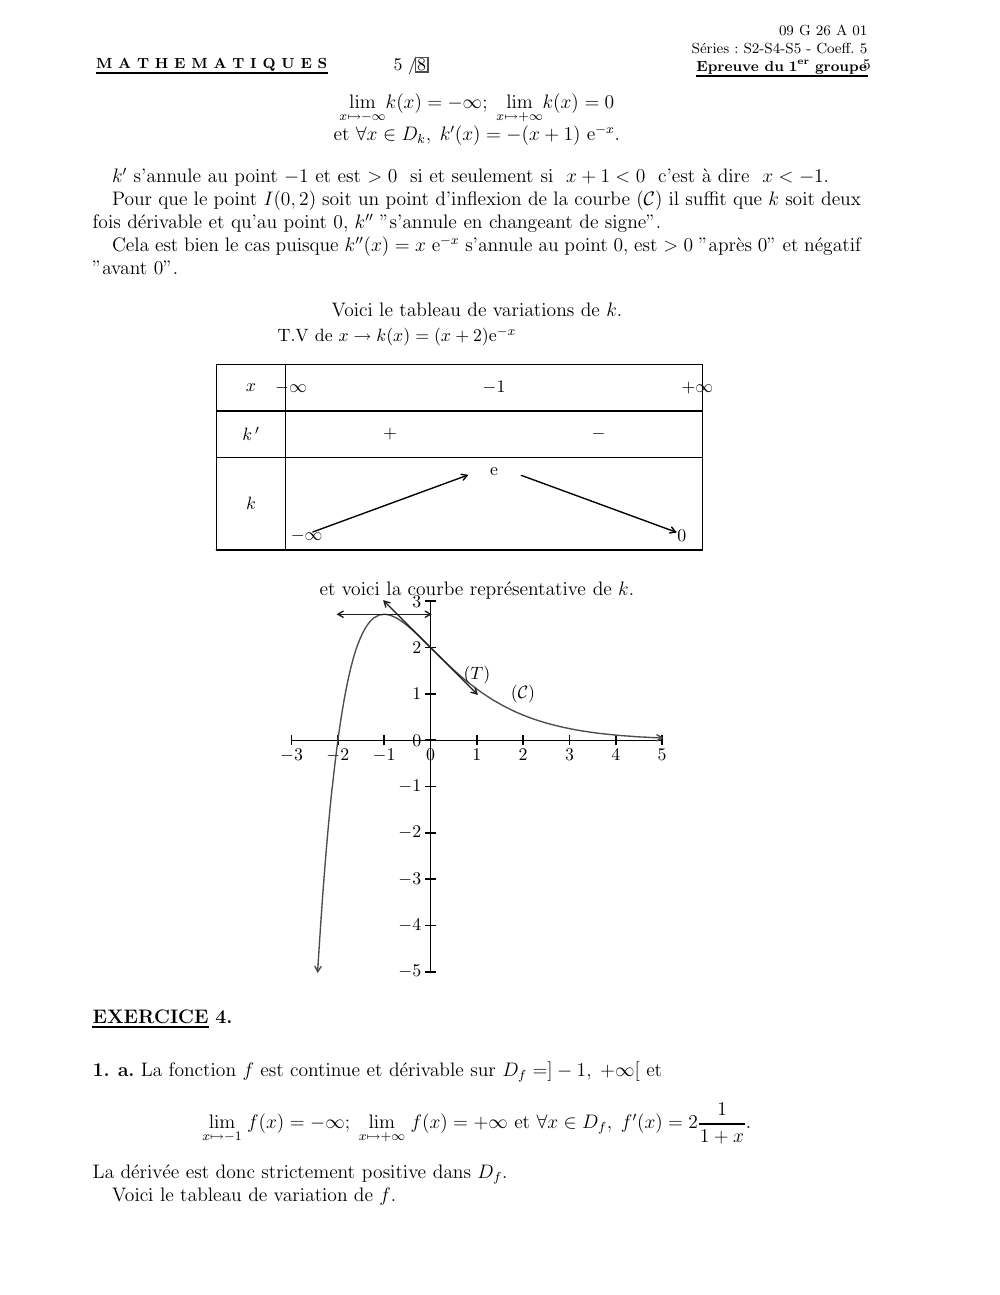 09 G 26 A 01
Séries : S2-S4-S5 - Coeff. 5
M A T H E M A T I Q U E S 5 /8 Epreuve du 1er groupe 5
lim k(x) = −∞; lim k(x) = 0
x↦−∞ x↦+∞
et ∀x ∈ D_k, k′(x) = −(x + 1) e^{−x}.
k′ s'annule au point −1 et est > 0 si et seulement si x + 1 < 0 c'est à dire x < −1.
Pour que le point I(0, 2) soit un point d'inflexion de la courbe (𝒞) il suffit que k soit deux
fois dérivable et qu'au point 0, k′′ ”s'annule en changeant de signe”.
Cela est bien le cas puisque k′′(x) = x e^{−x} s'annule au point 0, est > 0 ”après 0” et négatif
”avant 0”.
Voici le tableau de variations de k.
T.V de x → k(x) = (x + 2)e^{−x}
x −∞ −1 +∞
k′ + −
e
k
−∞ 0
et voici la courbe représentative de k.
3
2
(T)
1 (𝒞)
0
−3 −2 −1 0 1 2 3 4 5
−1
−2
−3
−4
−5
EXERCICE 4.
1. a. La fonction f est continue et dérivable sur D_f =] − 1, +∞[ et
lim f(x) = −∞; lim f(x) = +∞ et ∀x ∈ D_f, f′(x) = 2 1/(1 + x).
x↦−1 x↦+∞
La dérivée est donc strictement positive dans D_f.
Voici le tableau de variation de f.